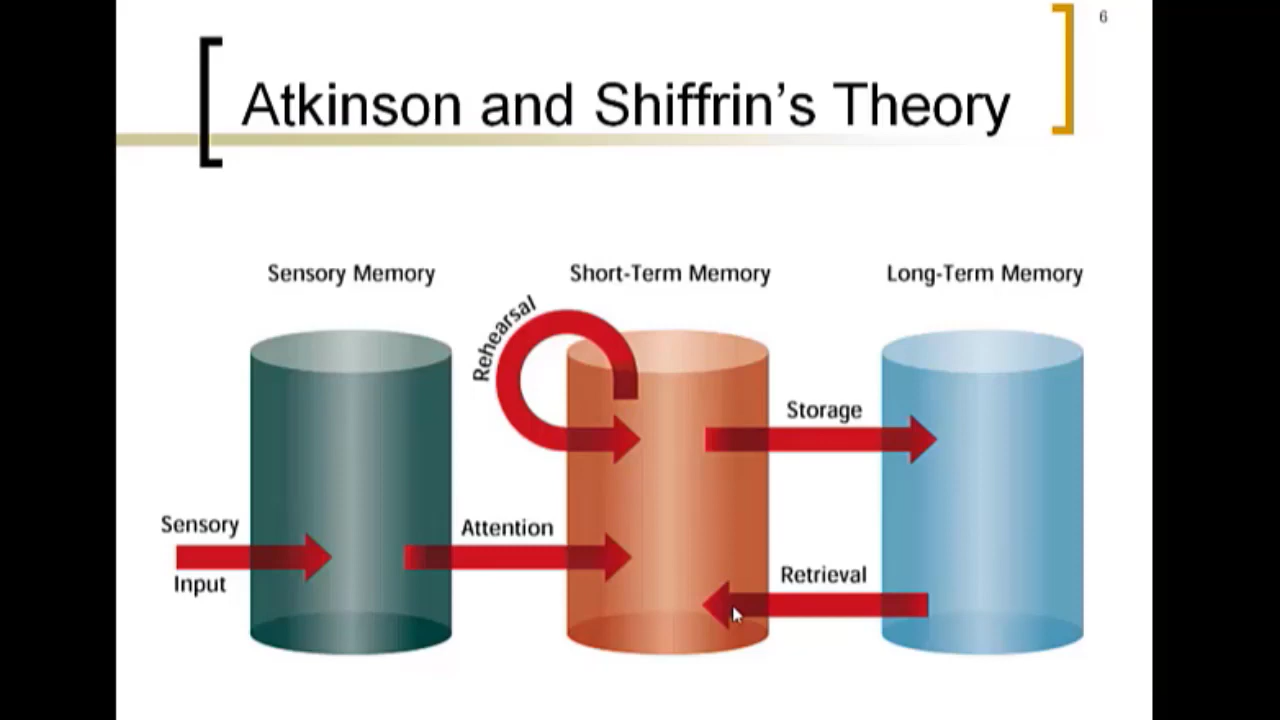 6
Atkinson and Shiffrin's Theory
Sensory Memory
Short-Term Memory
Long-Term Memory
Rehearsal
Storage
Sensory
Input
Attention
Retrieval